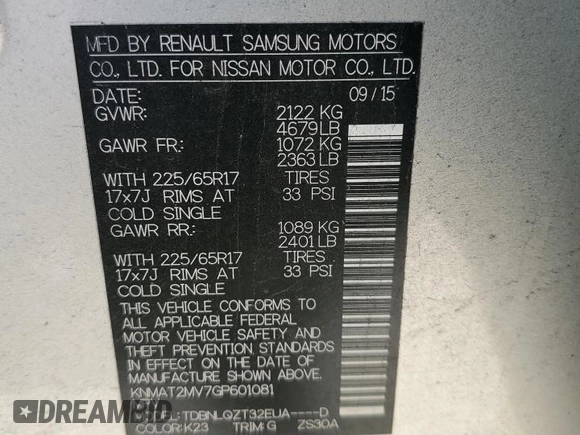 MFD BY RENAULT SAMSUNG MOTORS
CO., LTD. FOR NISSAN MOTOR CO., LTD.
DATE: 09/15
GVWR: 2122 KG
4679 LB
GAWR FR: 1072 KG
2363 LB
WITH 225/65R17 TIRES
17x7J RIMS AT 33 PSI
COLD SINGLE
GAWR RR: 1089 KG
2401 LB
WITH 225/65R17 TIRES
17x7J RIMS AT 33 PSI
COLD SINGLE
THIS VEHICLE CONFORMS TO
ALL APPLICABLE FEDERAL
MOTOR VEHICLE SAFETY AND
THEFT PREVENTION STANDARDS
IN EFFECT ON THE DATE OF
MANUFACTURE SHOWN ABOVE.
KNMAT2MV7GP601081
TDBNLQZT32EUA----D
COLOR:K23 TRIM:G ZS30A
DREAMBID